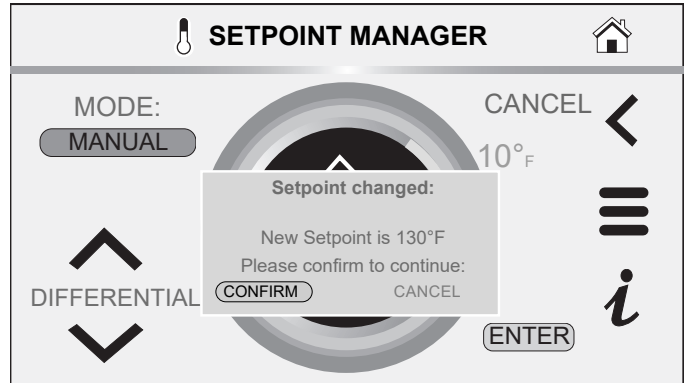 SETPOINT MANAGER
MODE:
MANUAL
CANCEL
10°F
Setpoint changed:
New Setpoint is 130°F
Please confirm to continue:
CONFIRM CANCEL
DIFFERENTIAL
ENTER
i